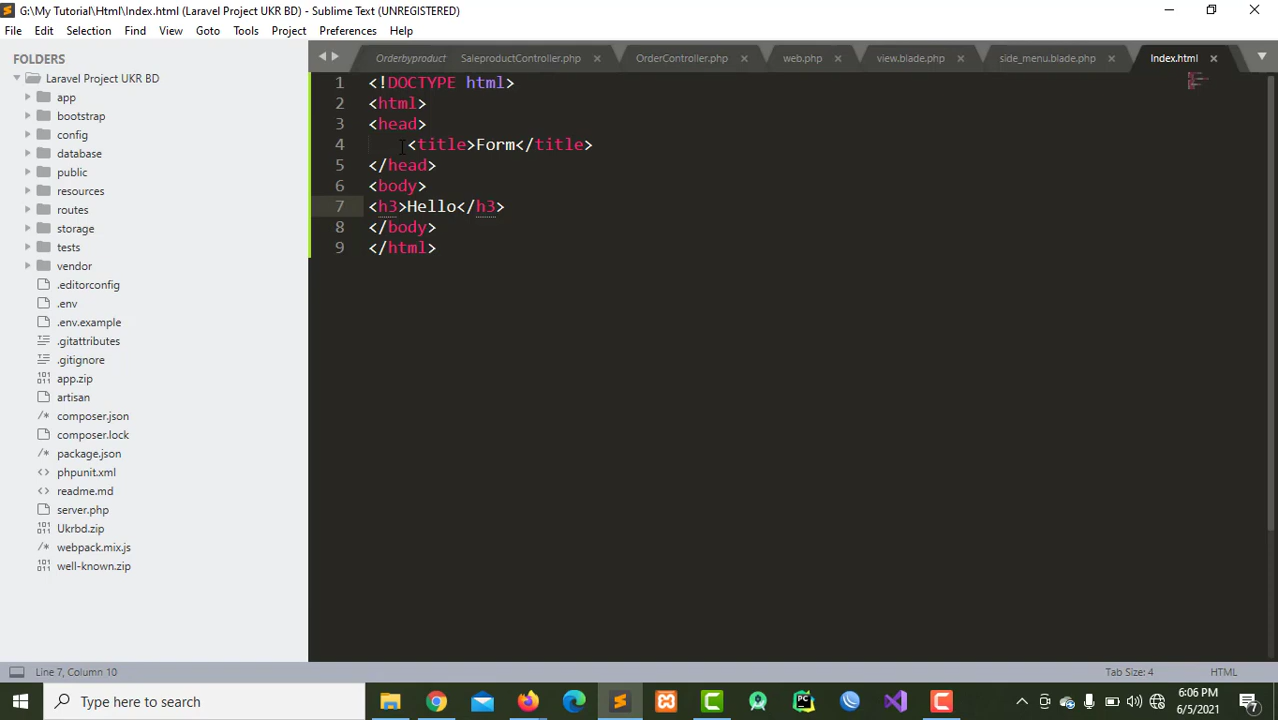 G:\My Tutorial\Html\Index.html (Laravel Project UKR BD) - Sublime Text (UNREGISTERED)
File Edit Selection Find View Goto Tools Project Preferences Help
FOLDERS
Laravel Project UKR BD
app
bootstrap
config
database
public
resources
routes
storage
tests
vendor
.editorconfig
.env
.env.example
.gitattributes
.gitignore
app.zip
artisan
composer.json
composer.lock
package.json
phpunit.xml
readme.md
server.php
Ukrbd.zip
webpack.mix.js
well-known.zip
Orderbyproduct SaleproductController.php OrderController.php web.php view.blade.php side_menu.blade.php Index.html
1 <!DOCTYPE html>
2 <html>
3 <head>
4 <title>Form</title>
5 </head>
6 <body>
7 <h3>Hello</h3>
8 </body>
9 </html>
Line 7, Column 10 Tab Size: 4 HTML
Type here to search
6:06 PM
6/5/2021